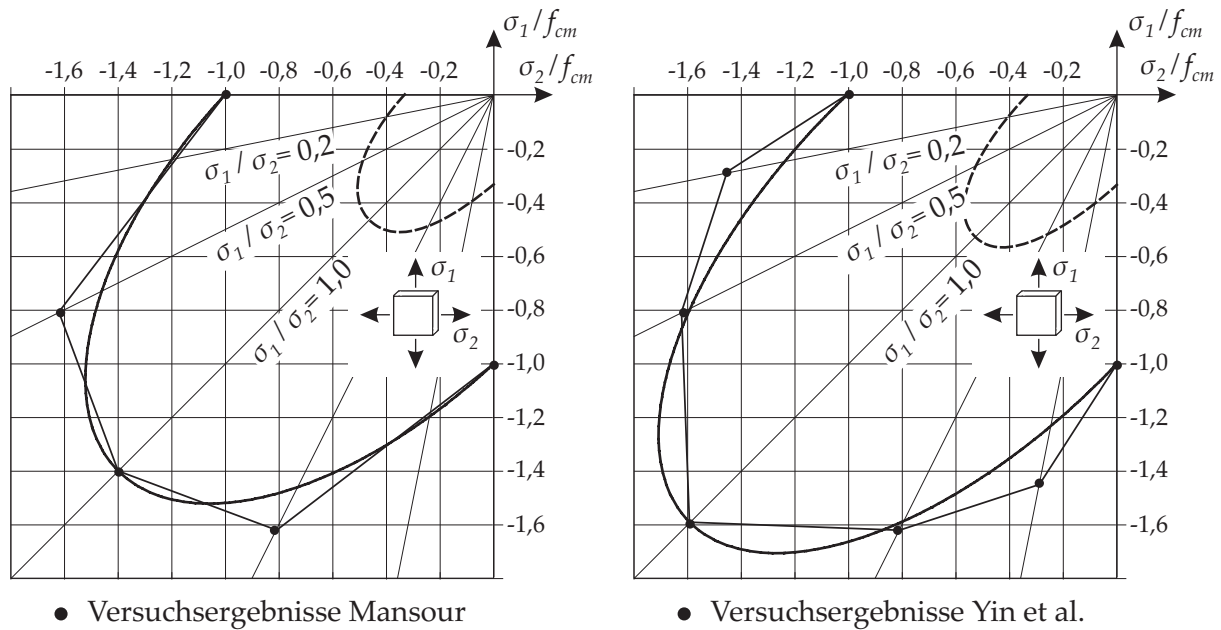 σ1/fcm
-1,6 -1,4 -1,2 -1,0 -0,8 -0,6 -0,4 -0,2 σ2/fcm
σ1 / σ2= 0,2
σ1 / σ2= 0,5
σ1 / σ2= 1,0
-0,2
-0,4
-0,6
-0,8
-1,0
-1,2
-1,4
-1,6
σ1
σ2
● Versuchsergebnisse Mansour
σ1/fcm
-1,6 -1,4 -1,2 -1,0 -0,8 -0,6 -0,4 -0,2 σ2/fcm
σ1 / σ2= 0,2
σ1 / σ2= 0,5
σ1 / σ2= 1,0
-0,2
-0,4
-0,6
-0,8
-1,0
-1,2
-1,4
-1,6
σ1
σ2
● Versuchsergebnisse Yin et al.